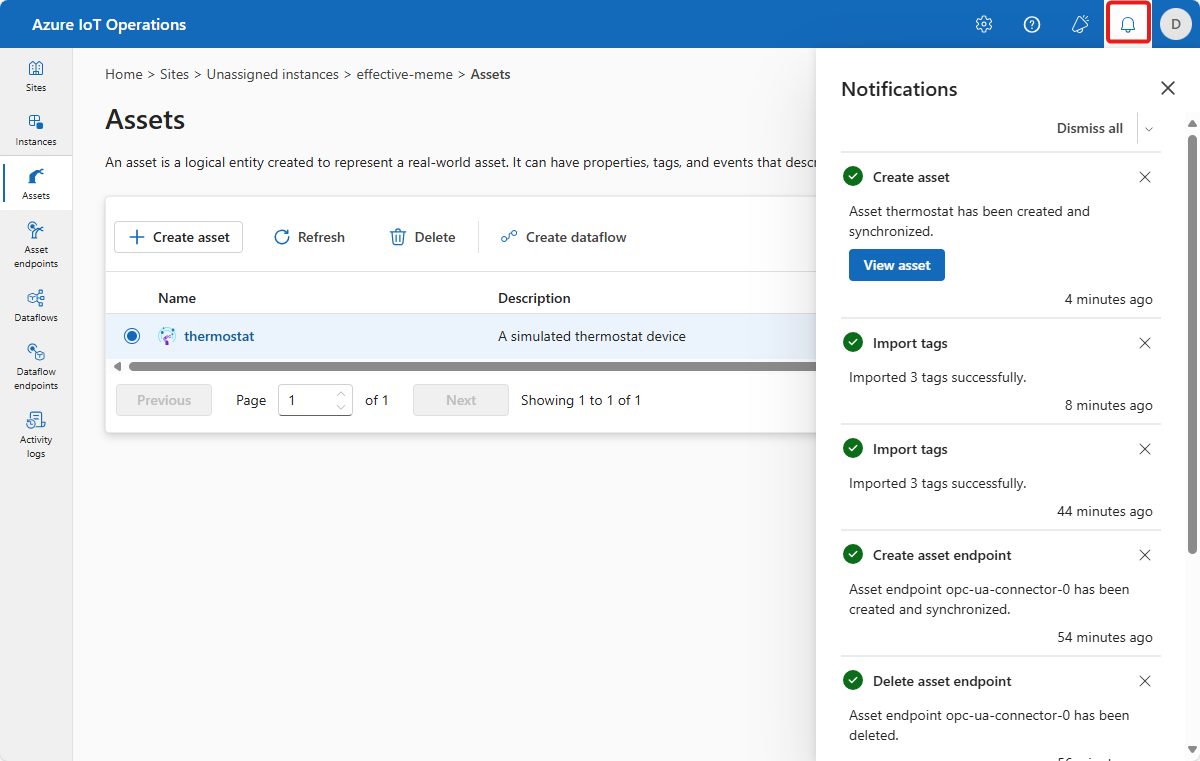 Azure IoT Operations
D
Sites
Instances
Assets
Asset
endpoints
Dataflows
Dataflow
endpoints
Activity
logs
Home > Sites > Unassigned instances > effective-meme > Assets
Assets
An asset is a logical entity created to represent a real-world asset. It can have properties, tags, and events that
Create asset
Refresh
Delete
Create dataflow
Name
Description
thermostat
A simulated thermostat device
Previous
Page
1
of 1
Next
Showing 1 to 1 of 1
Notifications
Dismiss all
Create asset
Asset thermostat has been created and
synchronized.
View asset
4 minutes ago
Import tags
Imported 3 tags successfully.
8 minutes ago
Import tags
Imported 3 tags successfully.
44 minutes ago
Create asset endpoint
Asset endpoint opc-ua-connector-0 has been
created and synchronized.
54 minutes ago
Delete asset endpoint
Asset endpoint opc-ua-connector-0 has been
deleted.